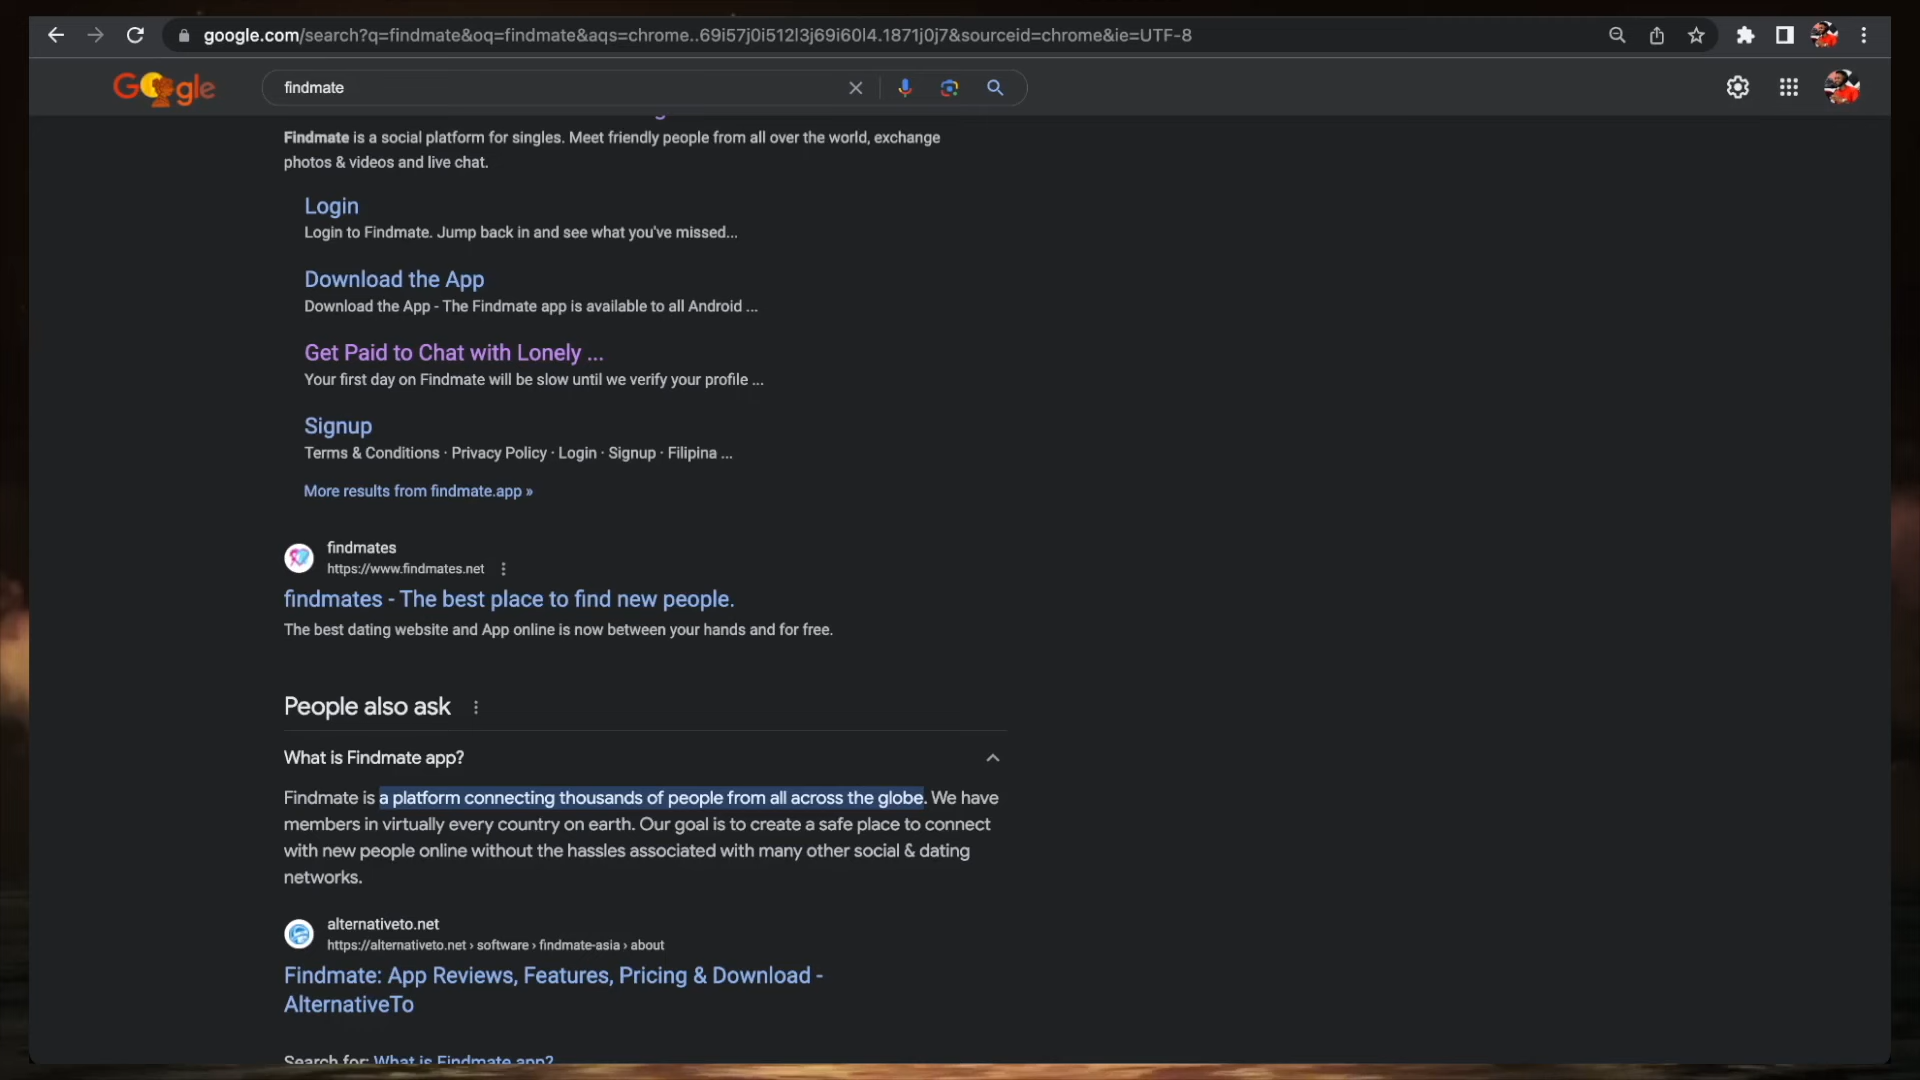 google.com/search?q=findmate&oq=findmate&aqs=chrome..69i57j0i512l3j69i60l4.1871j0j7&sourceid=chrome&ie=UTF-8
Google
findmate
Findmate is a social platform for singles. Meet friendly people from all over the world, exchange
photos & videos and live chat.
Login
Login to Findmate. Jump back in and see what you've missed...
Download the App
Download the App - The Findmate app is available to all Android ...
Get Paid to Chat with Lonely ...
Your first day on Findmate will be slow until we verify your profile ...
Signup
Terms & Conditions · Privacy Policy · Login · Signup · Filipina ...
More results from findmate.app »
findmates
https://www.findmates.net
findmates - The best place to find new people.
The best dating website and App online is now between your hands and for free.
People also ask
What is Findmate app?
Findmate is a platform connecting thousands of people from all across the globe. We have
members in virtually every country on earth. Our goal is to create a safe place to connect
with new people online without the hassles associated with many other social & dating
networks.
alternativeto.net
https://alternativeto.net › software › findmate-asia › about
Findmate: App Reviews, Features, Pricing & Download -
AlternativeTo
Search for: What is Findmate app?